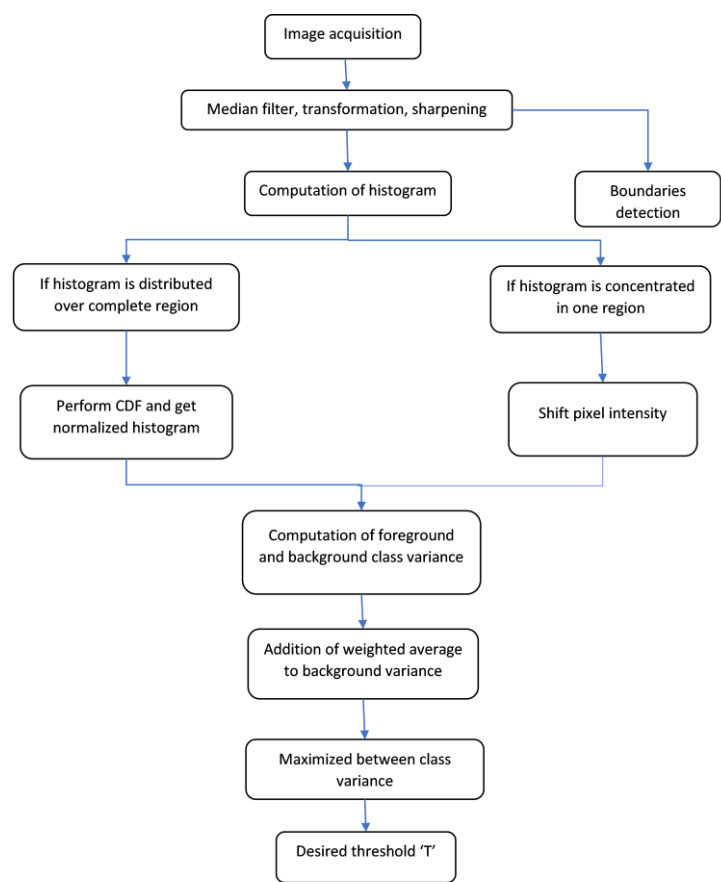 Image acquisition
Median filter, transformation, sharpening
Computation of histogram
Boundaries
detection
If histogram is distributed
over complete region
If histogram is concentrated
in one region
Perform CDF and get
normalized histogram
Shift pixel intensity
Computation of foreground
and background class variance
Addition of weighted average
to background variance
Maximized between class
variance
Desired threshold ‘T’